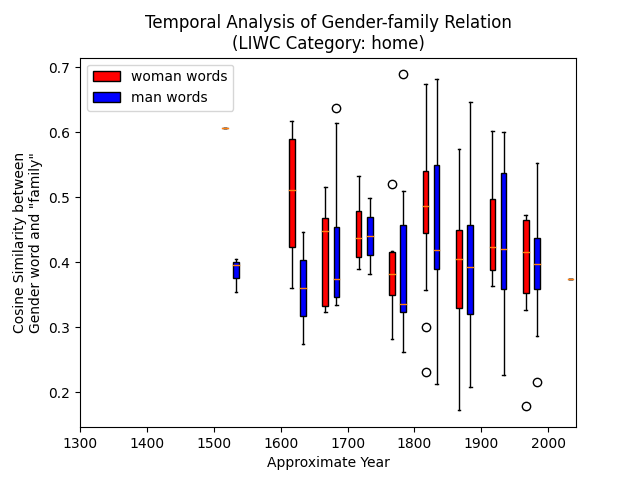 Temporal Analysis of Gender-family Relation
(LIWC Category: home)
woman words
man words
0.7
0.6
0.5
0.4
0.3
0.2
Cosine Similarity between
Gender word and "family"
1300 1400 1500 1600 1700 1800 1900 2000
Approximate Year